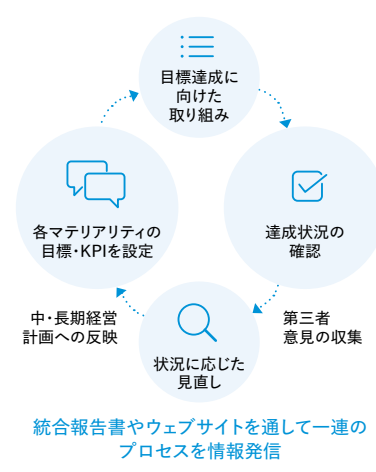 目標達成に
向けた
取り組み
各マテリアリティの
目標・KPIを設定
達成状況の
確認
中・長期経営
計画への反映
第三者
意見の収集
状況に応じた
見直し
統合報告書やウェブサイトを通して一連の
プロセスを情報発信